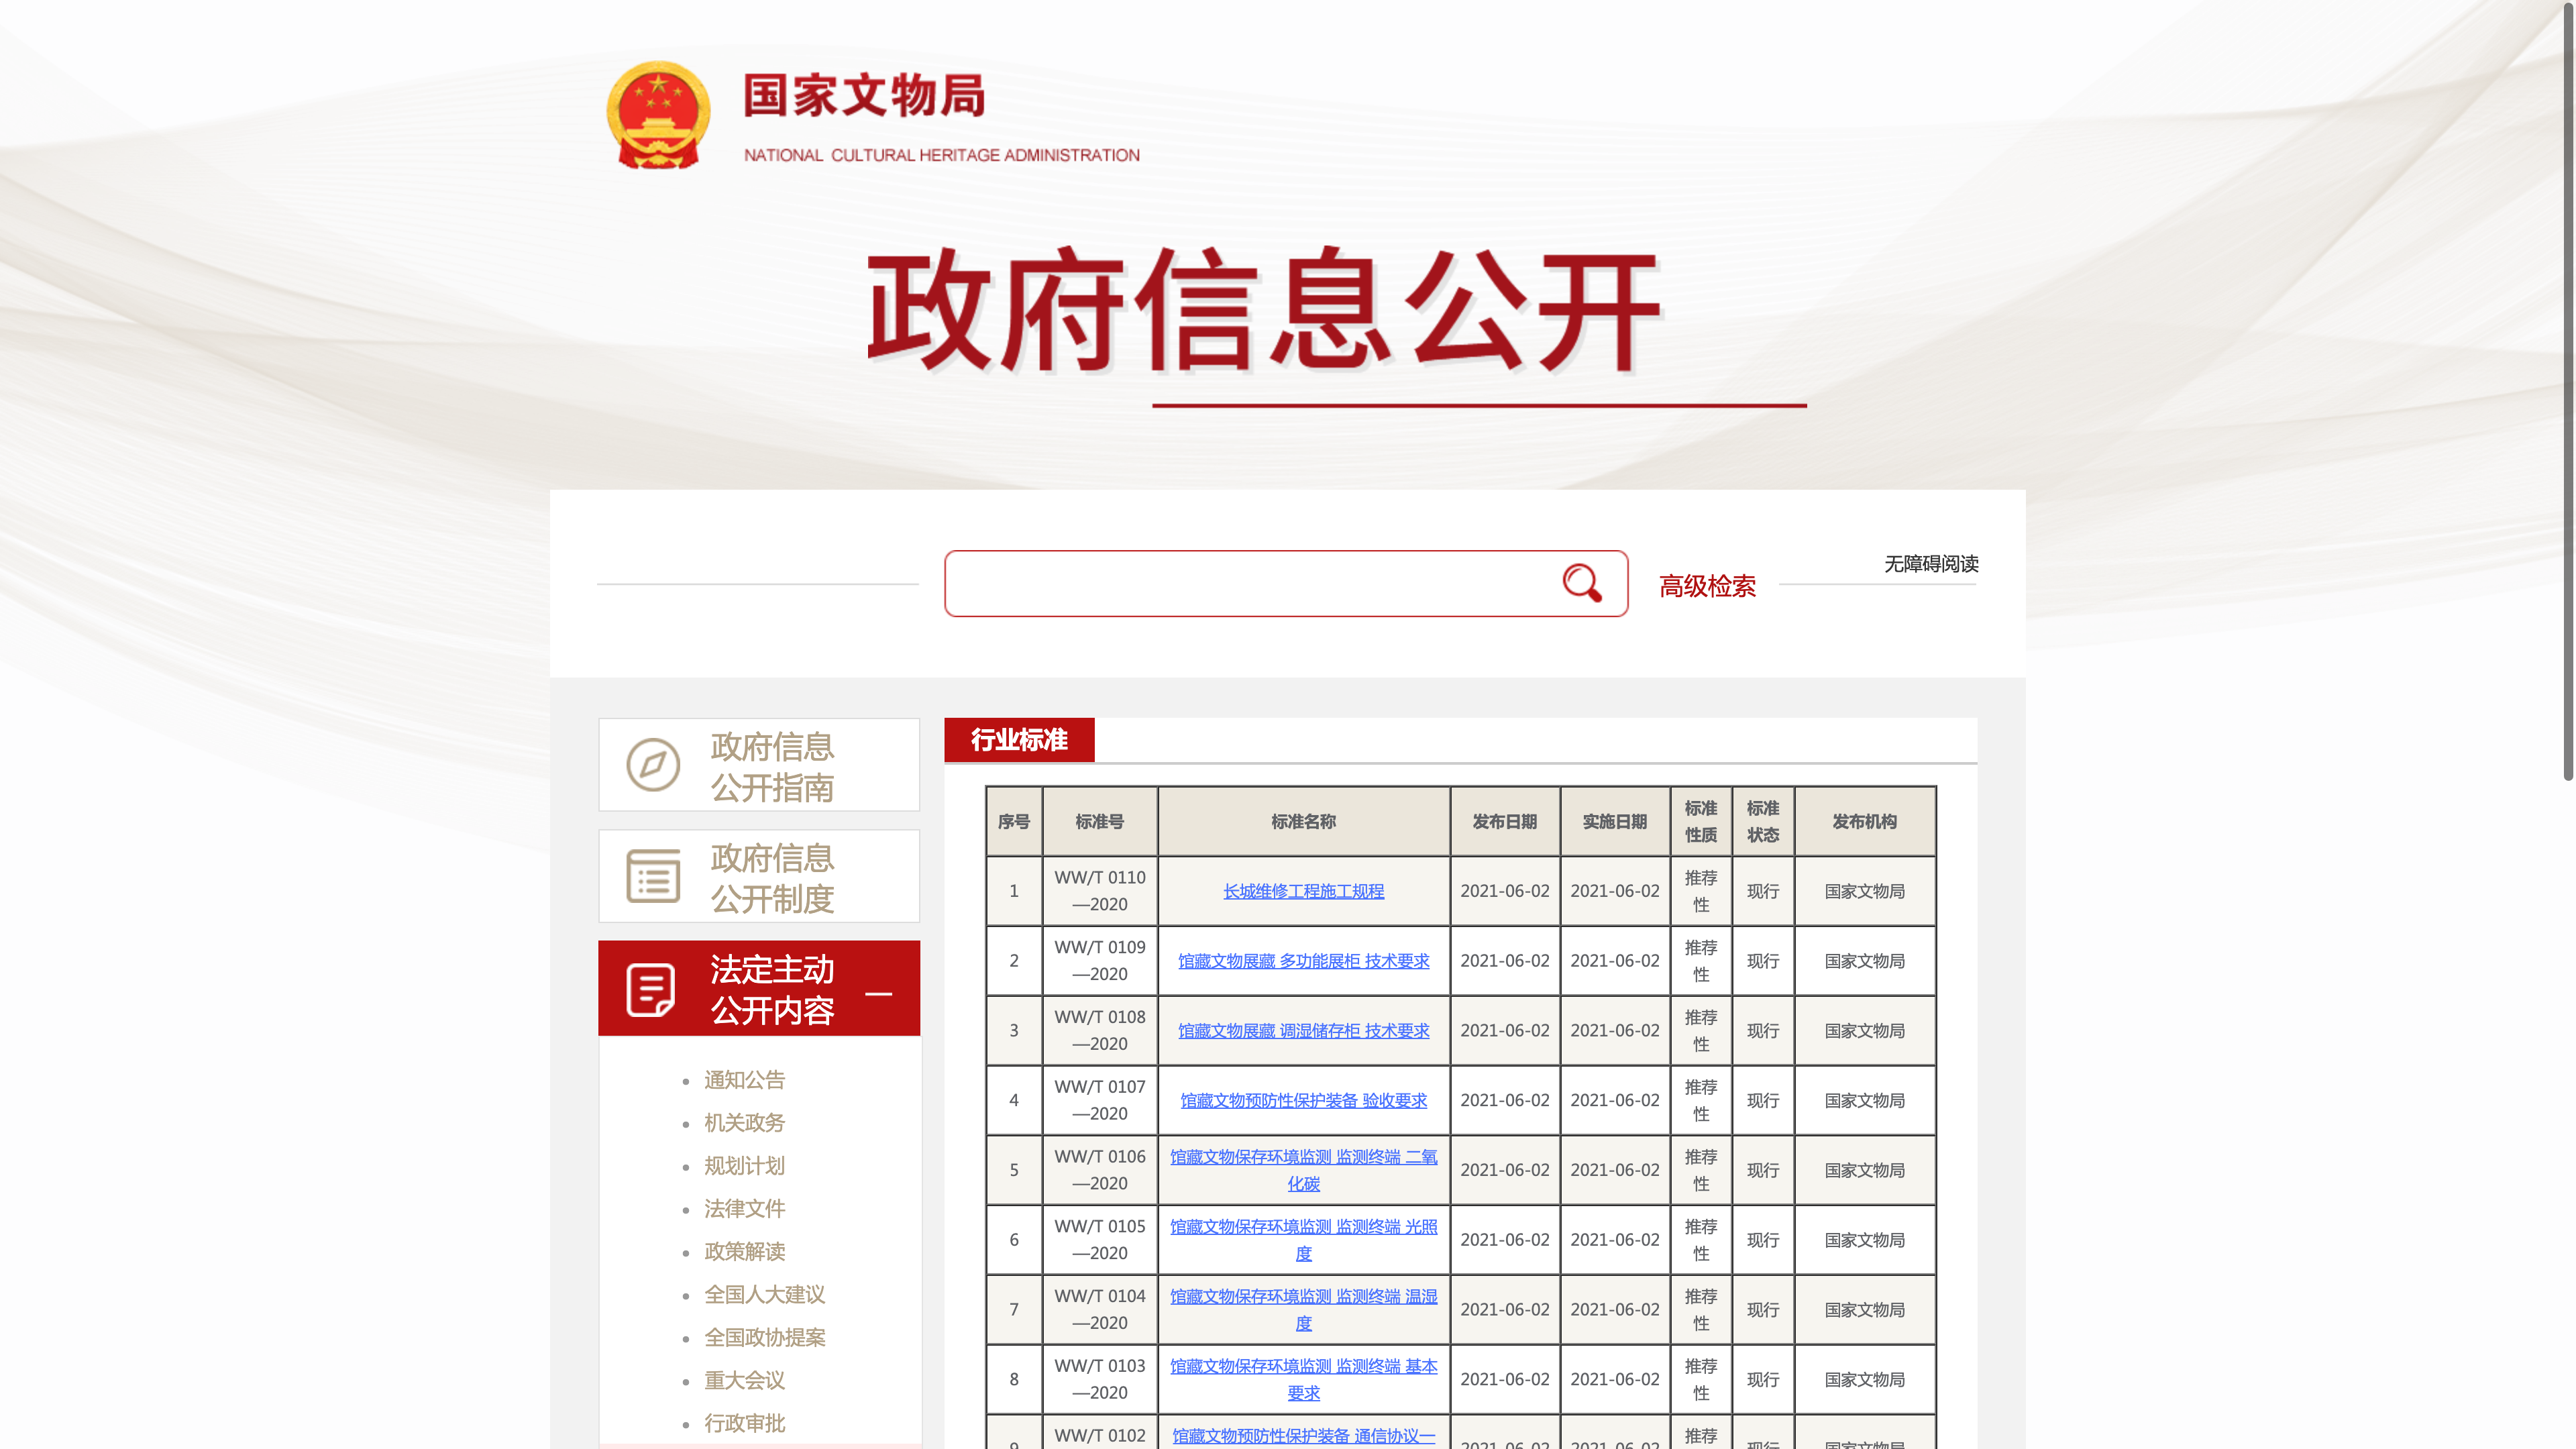 国家文物局
NATIONAL CULTURAL HERITAGE ADMINISTRATION
政府信息公开
无障碍阅读
高级检索
政府信息
公开指南
政府信息
公开制度
法定主动
公开内容
通知公告
机关政务
规划计划
法律文件
政策解读
全国人大建议
全国政协提案
重大会议
行政审批
行业标准
序号 标准号 标准名称 发布日期 实施日期 标准性质 标准状态 发布机构
1 WW/T 0110—2020 长城维修工程施工规程 2021-06-02 2021-06-02 推荐性 现行 国家文物局
2 WW/T 0109—2020 馆藏文物展藏 多功能展柜 技术要求 2021-06-02 2021-06-02 推荐性 现行 国家文物局
3 WW/T 0108—2020 馆藏文物展藏 调湿储存柜 技术要求 2021-06-02 2021-06-02 推荐性 现行 国家文物局
4 WW/T 0107—2020 馆藏文物预防性保护装备 验收要求 2021-06-02 2021-06-02 推荐性 现行 国家文物局
5 WW/T 0106—2020 馆藏文物保存环境监测 监测终端 二氧化碳 2021-06-02 2021-06-02 推荐性 现行 国家文物局
6 WW/T 0105—2020 馆藏文物保存环境监测 监测终端 光照度 2021-06-02 2021-06-02 推荐性 现行 国家文物局
7 WW/T 0104—2020 馆藏文物保存环境监测 监测终端 温湿度 2021-06-02 2021-06-02 推荐性 现行 国家文物局
8 WW/T 0103—2020 馆藏文物保存环境监测 监测终端 基本要求 2021-06-02 2021-06-02 推荐性 现行 国家文物局
9 WW/T 0102 馆藏文物预防性保护装备 通信协议一 2021-06-02 2021-06-02 推荐 现行 国家文物局